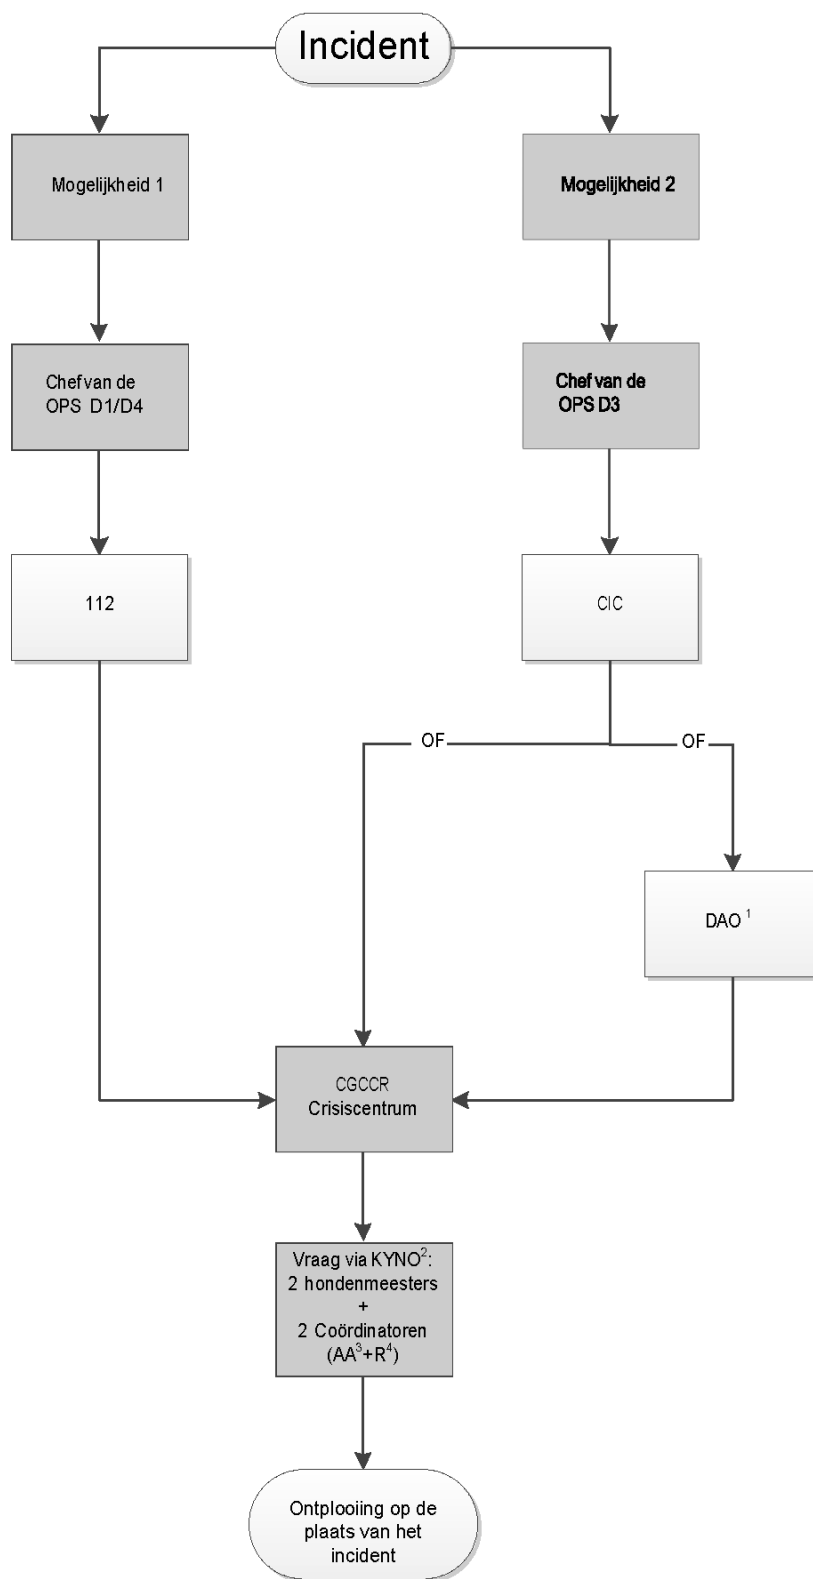 Incident
Mogelijkheid 1
Mogelijkheid 2
Chef van de
OPS D1/D4
Chef van de
OPS D3
112
CIC
OF
OF
DAO ¹
CGCCR
Crisiscentrum
Vraag via KYNO²:
2 hondenmeesters
+
2 Coördinatoren
(AA³+R⁴)
Ontplooiing op de
plaats van het
incident